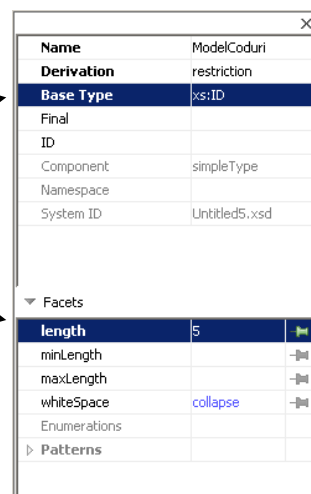 Name ModelCoduri
Derivation restriction
Base Type xs:ID
Final
ID
Component simpleType
Namespace
System ID Untitled5.xsd
Facets
length 5
minLength
maxLength
whiteSpace collapse
Enumerations
Patterns